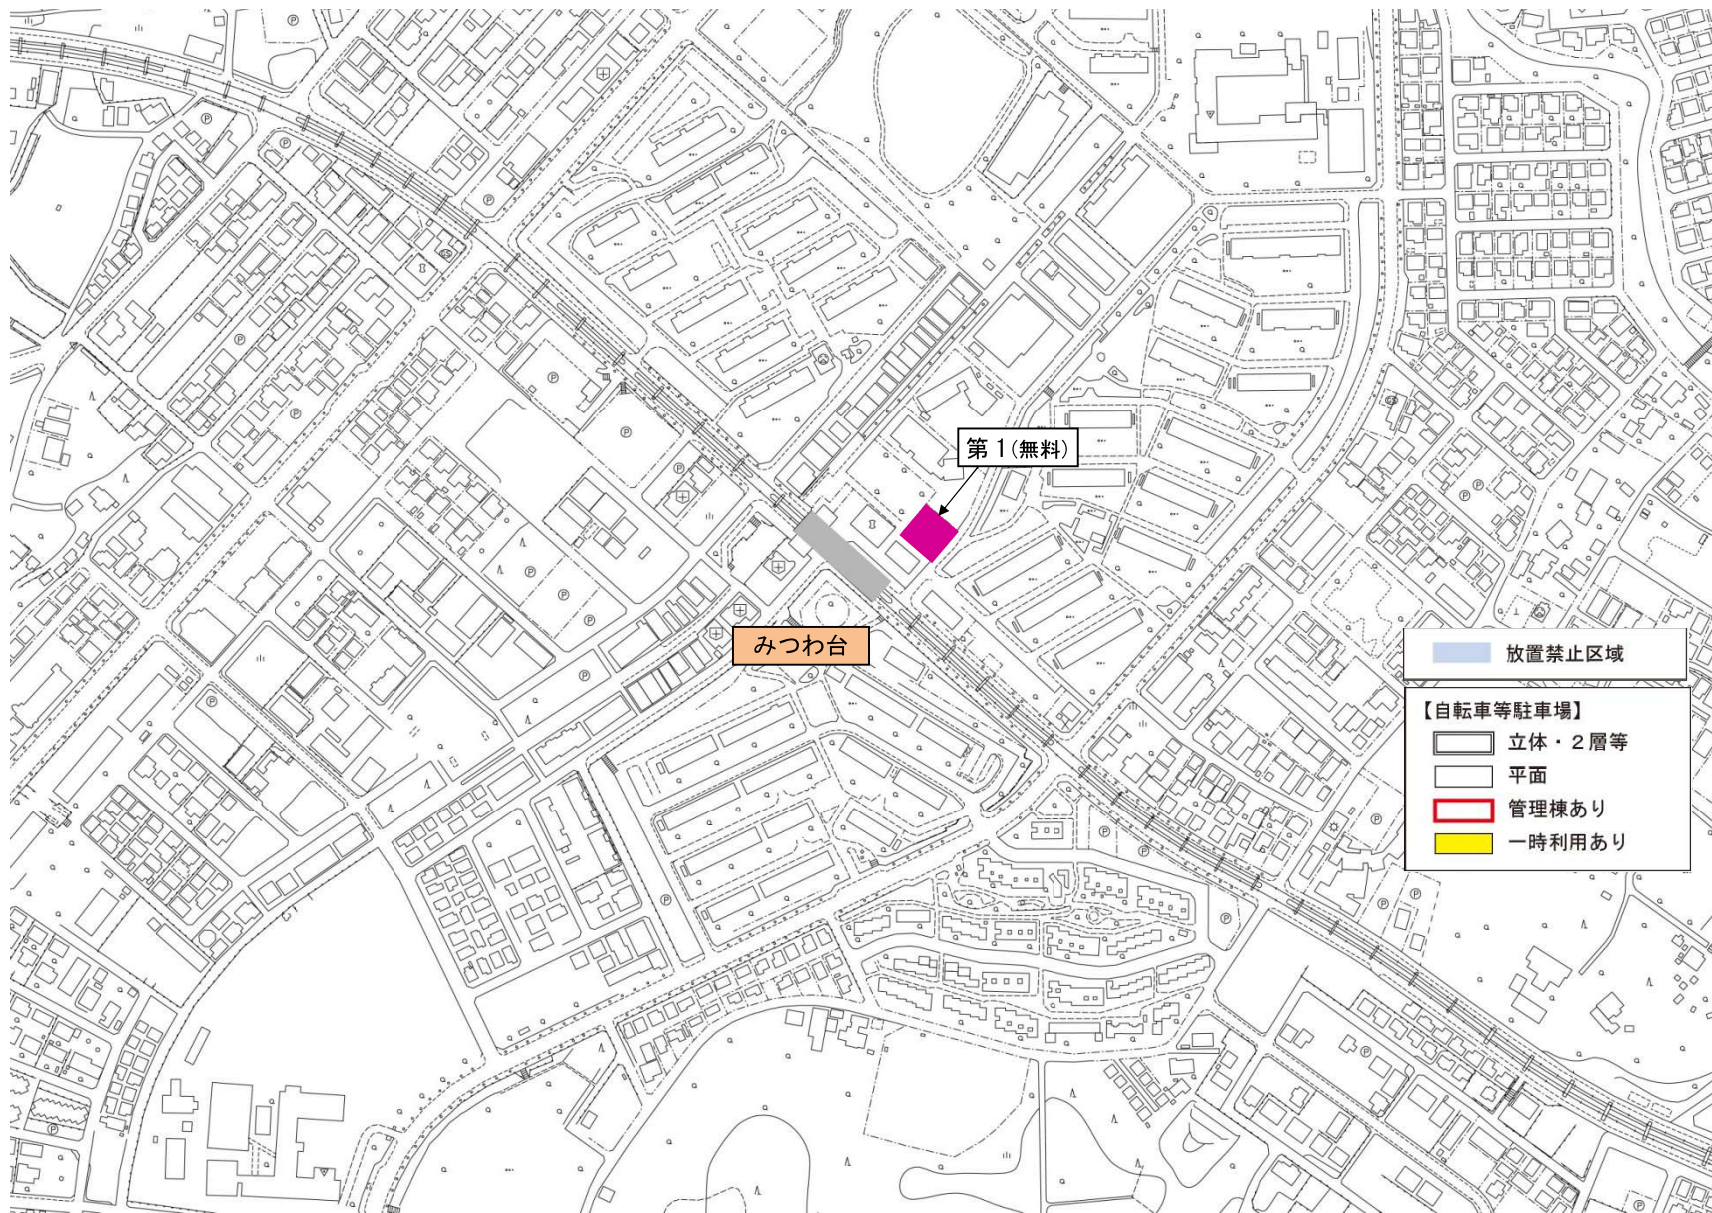 第1(無料)
みつわ台
放置禁止区域
【自転車等駐車場】
立体・2層等
平面
管理棟あり
一時利用あり